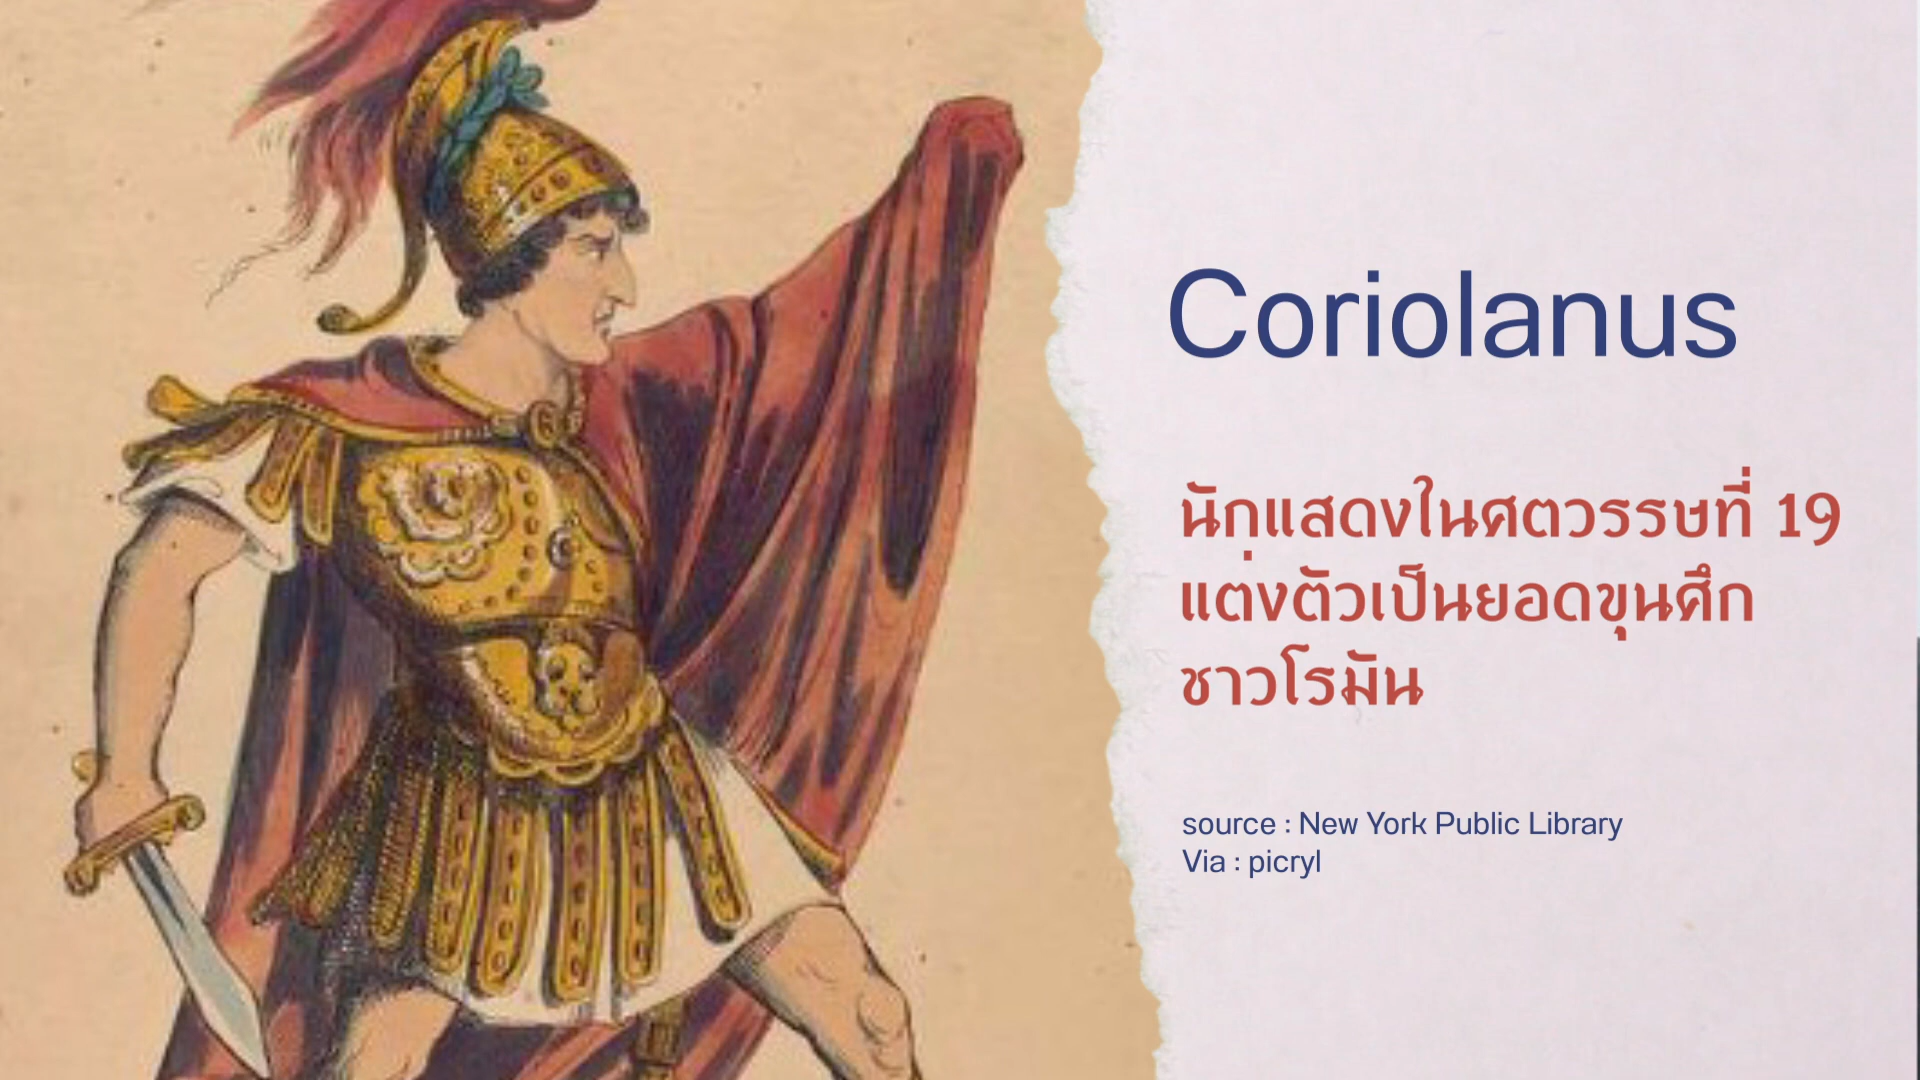 Coriolanus
นักแสดงในศตวรรษที่ 19
แต่งตัวเป็นยอดขุนศึก
ชาวโรมัน
source : New York Public Library
Via : picryl